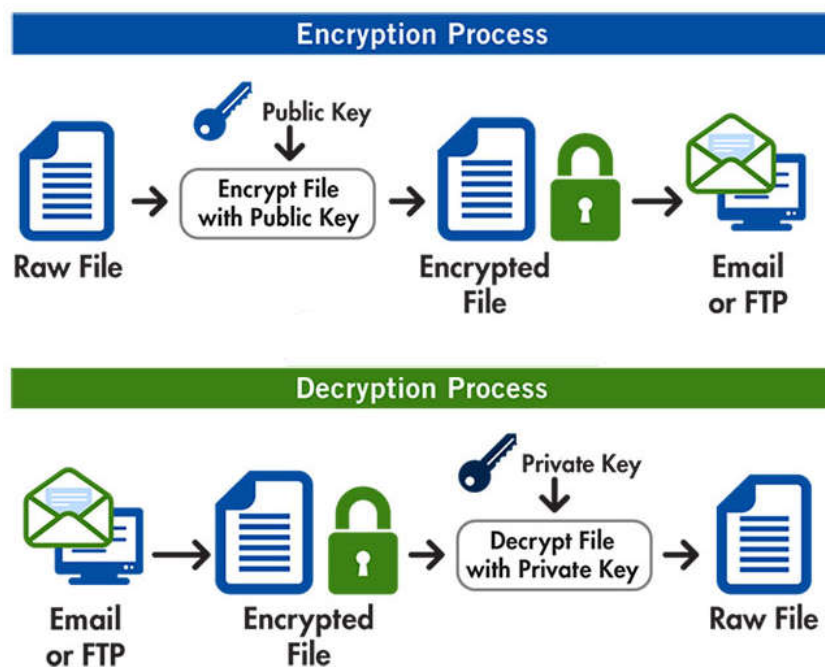 Encryption Process
Public Key
Encrypt File
with Public Key
Raw File
Encrypted
File
Email
or FTP
Decryption Process
Private Key
Decrypt File
with Private Key
Email
or FTP
Encrypted
File
Raw File